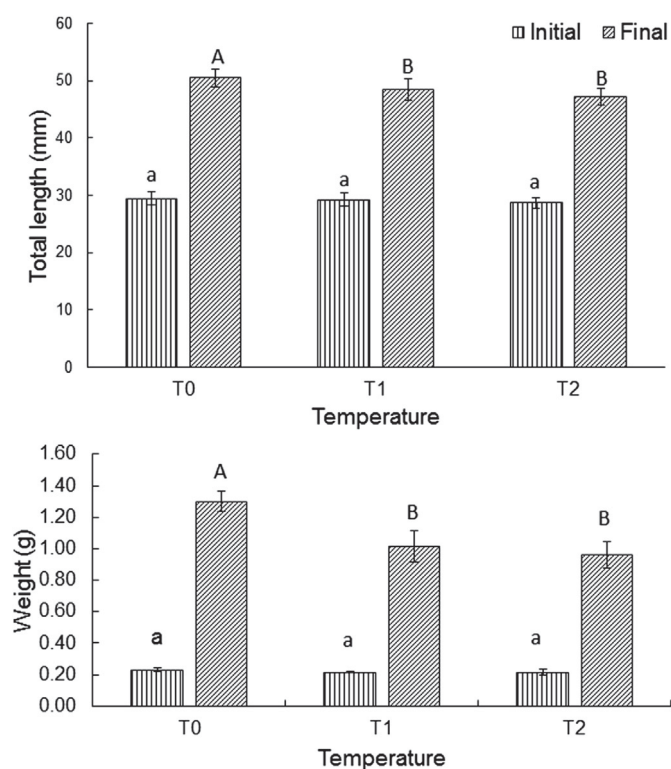 60
Initial Final
50
40
30
20
10
0
Total length (mm)
a A a B a B
T0 T1 T2
Temperature
1.60
1.40
1.20
1.00
0.80
0.60
0.40
0.20
0.00
Weight (g)
a A a B a B
T0 T1 T2
Temperature